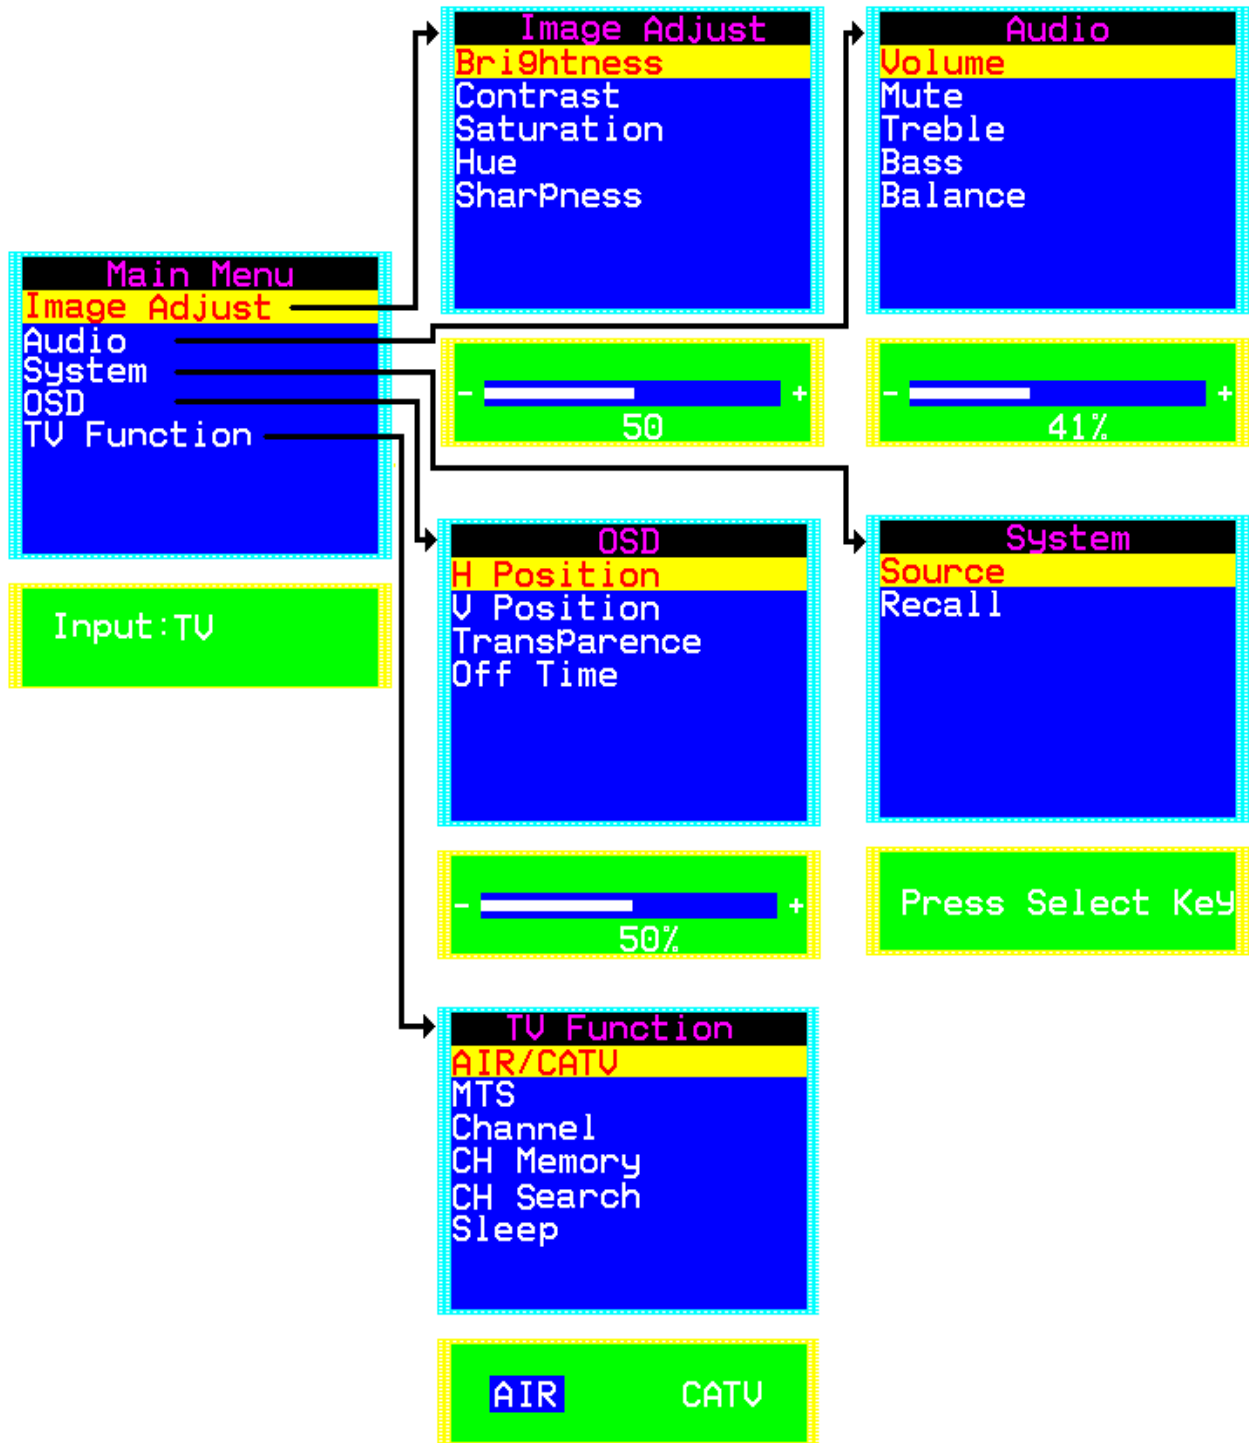 Main Menu
Image Adjust
Audio
System
OSD
TV Function
Input:TV
Image Adjust
Brightness
Contrast
Saturation
Hue
Sharpness
- +
50
Audio
Volume
Mute
Treble
Bass
Balance
- +
41%
OSD
H Position
V Position
Transparence
Off Time
- +
50%
System
Source
Recall
Press Select Key
TV Function
AIR/CATV
MTS
Channel
CH Memory
CH Search
Sleep
AIR CATV